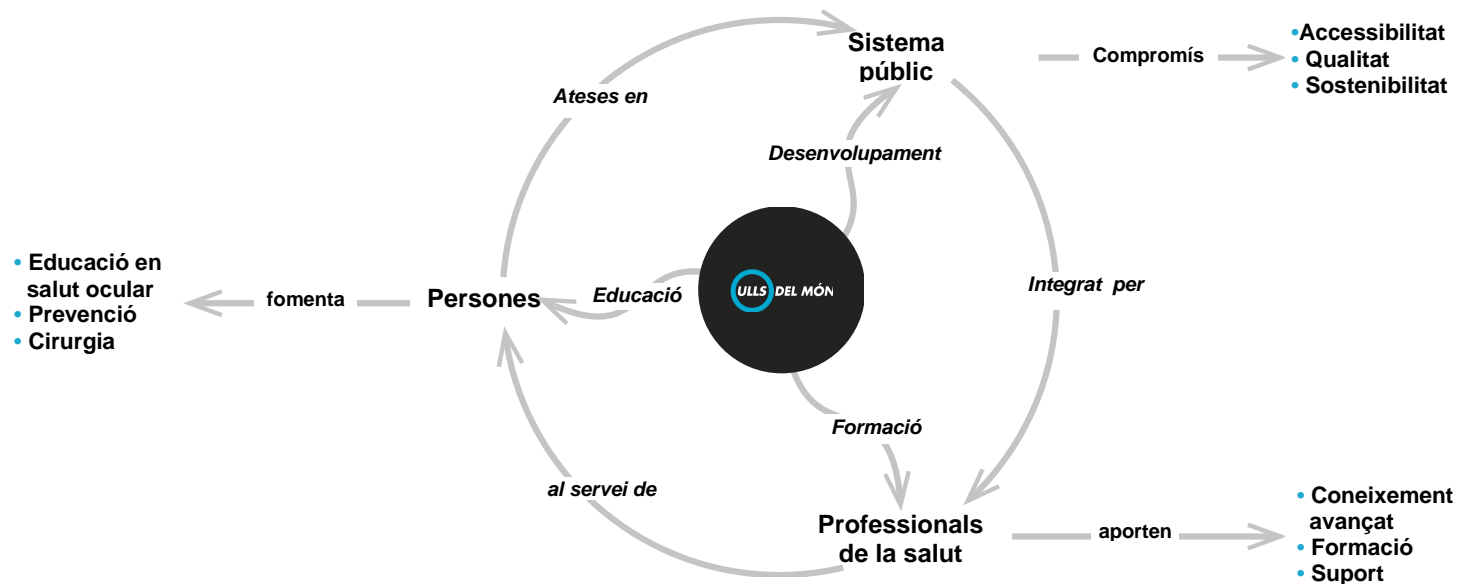 Sistema
públic
Compromís
•Accessibilitat
• Qualitat
• Sostenibilitat
Ateses en
Desenvolupament
• Educació en
salut ocular
• Prevenció
• Cirurgia
fomenta
Persones
Educació
ULLS DEL MÓN
Integrat per
Formació
al servei de
Professionals
de la salut
aporten
• Coneixement
avançat
• Formació
• Suport